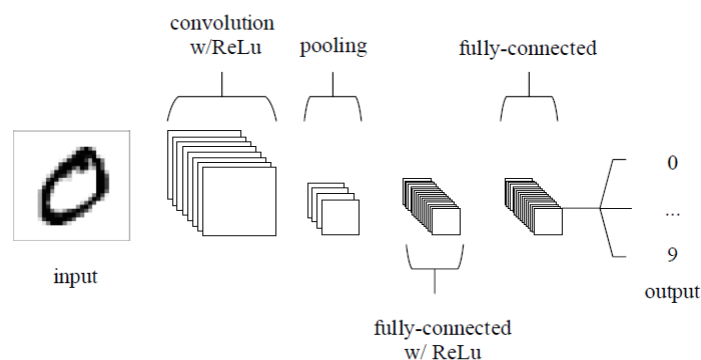 convolution
w/ReLu
pooling
fully-connected
0
...
9
input
output
fully-connected
w/ ReLu